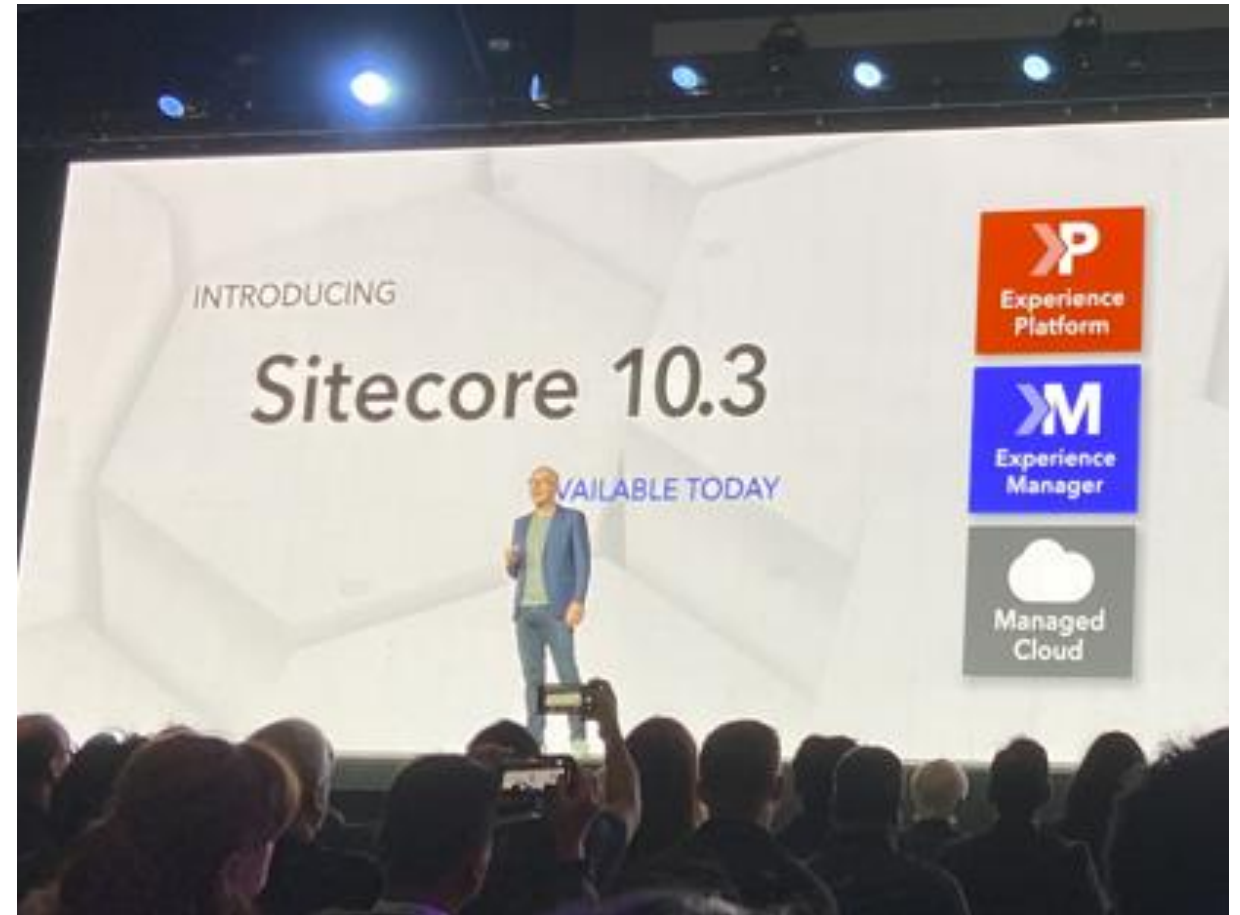 INTRODUCING
Sitecore 10.3
VAILABLE TODAY
XP
Experience
Platform
XM
Experience
Manager
Managed
Cloud